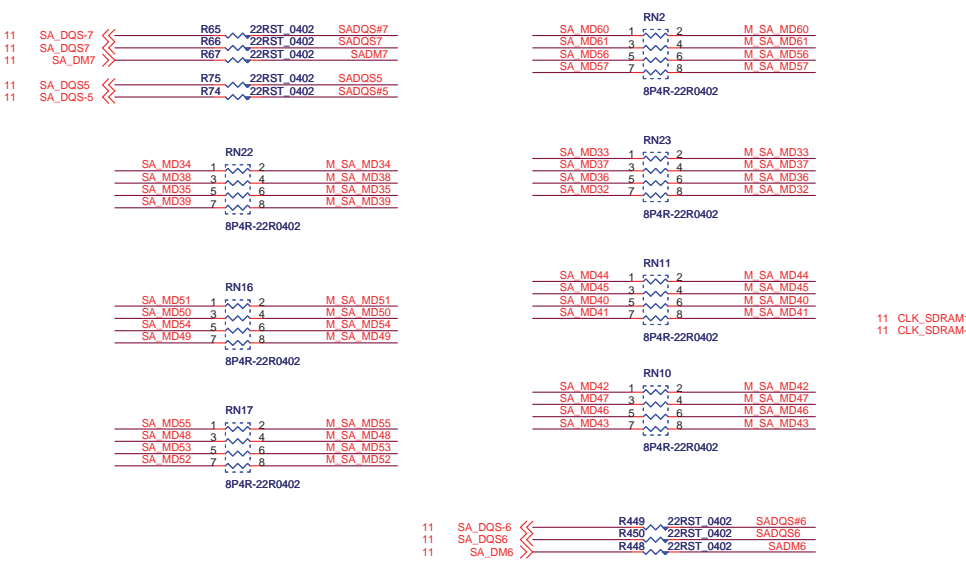 11 SA_DQS-7 R65 22RST_0402 SADQS#7
11 SA_DQS7 R66 22RST_0402 SADQS7
11 SA_DM7 R67 22RST_0402 SADM7
11 SA_DQS5 R75 22RST_0402 SADQS5
11 SA_DQS-5 R74 22RST_0402 SADQS#5
RN2
SA_MD60 1 2 M_SA_MD60
SA_MD61 3 4 M_SA_MD61
SA_MD56 5 6 M_SA_MD56
SA_MD57 7 8 M_SA_MD57
8P4R-22R0402
RN22
SA_MD34 1 2 M_SA_MD34
SA_MD38 3 4 M_SA_MD38
SA_MD35 5 6 M_SA_MD35
SA_MD39 7 8 M_SA_MD39
8P4R-22R0402
RN23
SA_MD33 1 2 M_SA_MD33
SA_MD37 3 4 M_SA_MD37
SA_MD36 5 6 M_SA_MD36
SA_MD32 7 8 M_SA_MD32
8P4R-22R0402
RN16
SA_MD51 1 2 M_SA_MD51
SA_MD50 3 4 M_SA_MD50
SA_MD54 5 6 M_SA_MD54
SA_MD49 7 8 M_SA_MD49
8P4R-22R0402
RN11
SA_MD44 1 2 M_SA_MD44
SA_MD45 3 4 M_SA_MD45
SA_MD40 5 6 M_SA_MD40
SA_MD41 7 8 M_SA_MD41
8P4R-22R0402
11 CLK_SDRAM1
11 CLK_SDRAM-
RN17
SA_MD55 1 2 M_SA_MD55
SA_MD48 3 4 M_SA_MD48
SA_MD53 5 6 M_SA_MD53
SA_MD52 7 8 M_SA_MD52
8P4R-22R0402
RN10
SA_MD42 1 2 M_SA_MD42
SA_MD47 3 4 M_SA_MD47
SA_MD46 5 6 M_SA_MD46
SA_MD43 7 8 M_SA_MD43
8P4R-22R0402
11 SA_DQS-6 R449 22RST_0402 SADQS#6
11 SA_DQS6 R450 22RST_0402 SADQS6
11 SA_DM6 R448 22RST_0402 SADM6